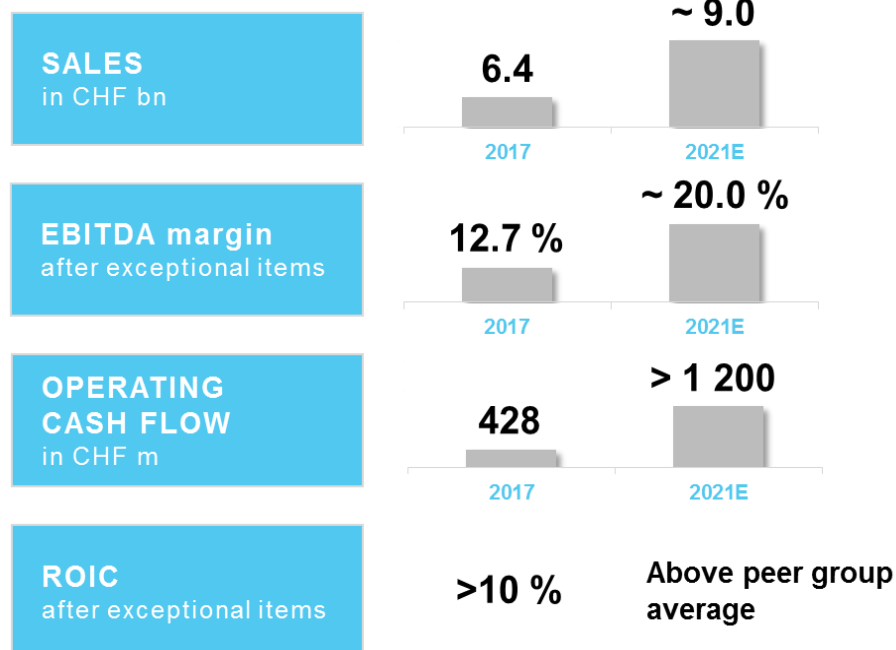 SALES
in CHF bn
6.4
~ 9.0
2017
2021E
EBITDA margin
after exceptional items
12.7 %
~ 20.0 %
2017
2021E
OPERATING
CASH FLOW
in CHF m
428
> 1 200
2017
2021E
ROIC
after exceptional items
>10 %
Above peer group
average